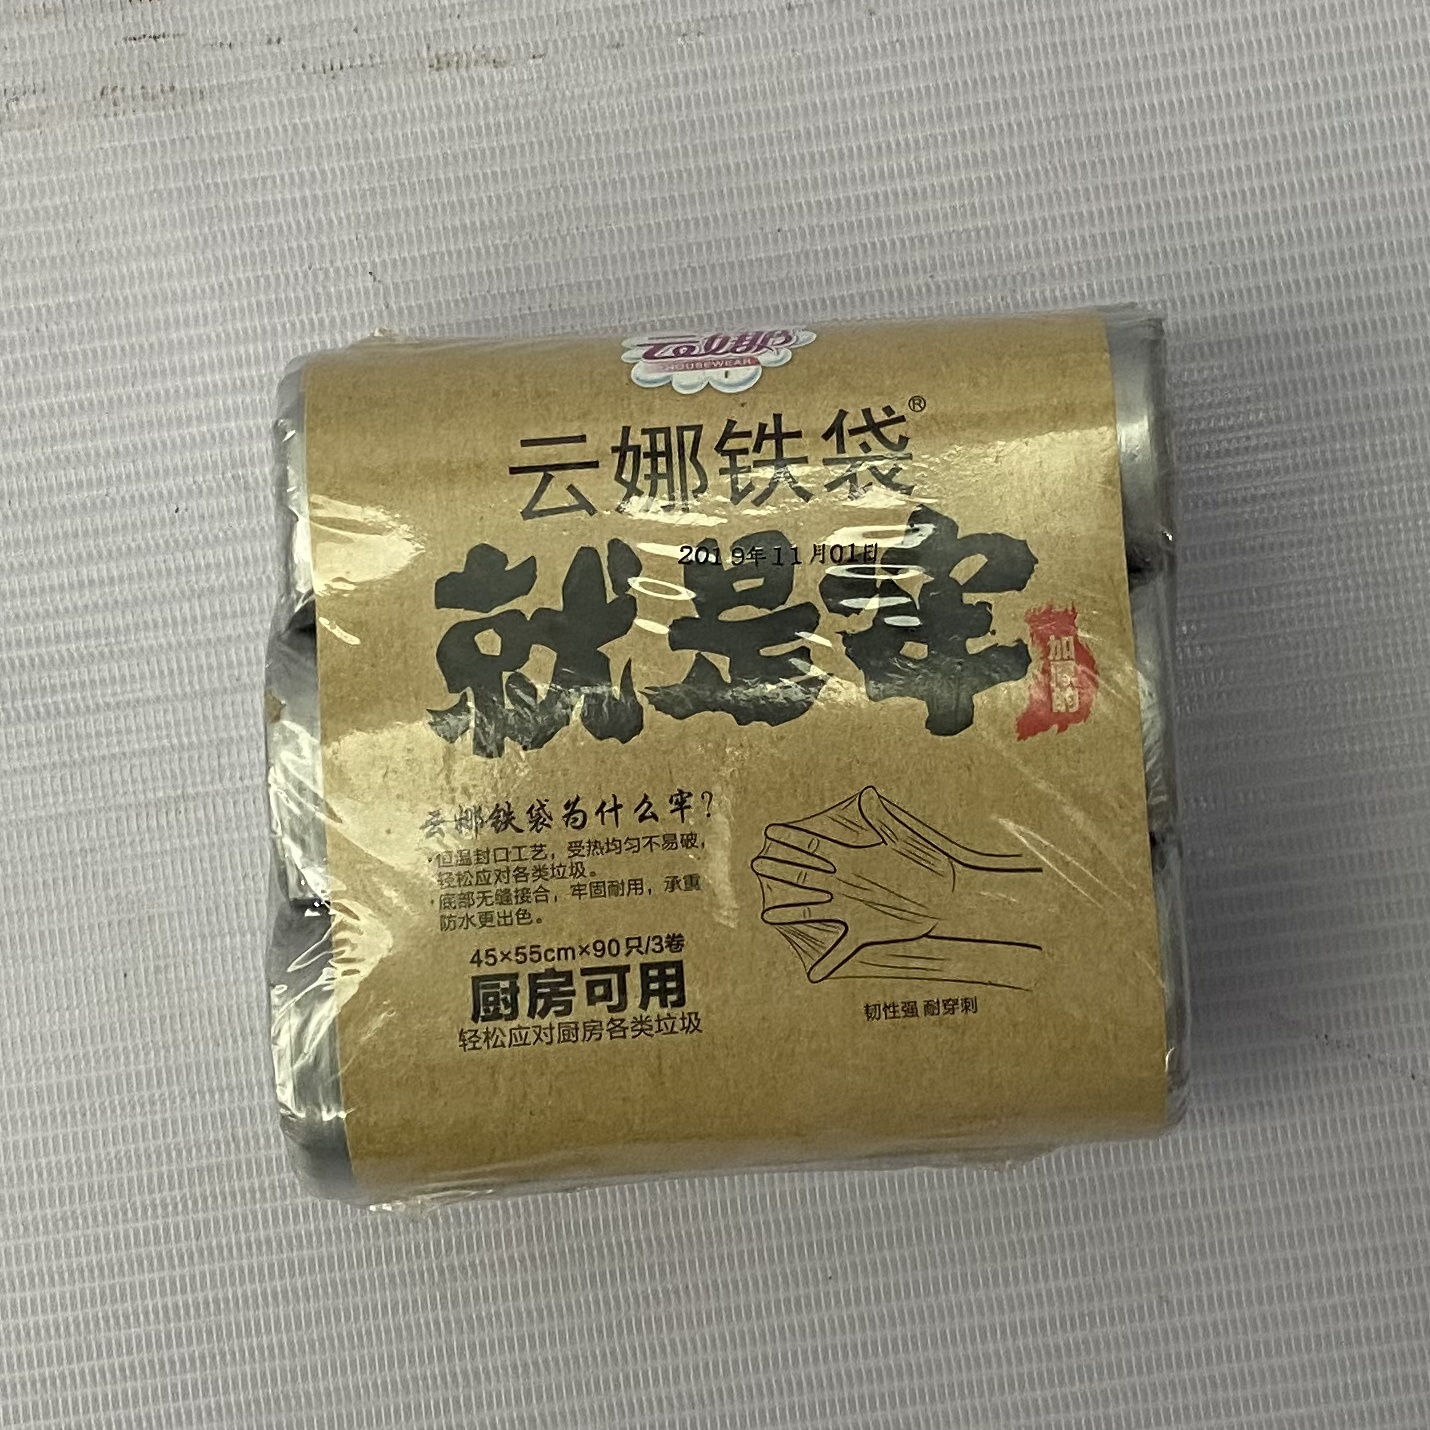 云娜
HOUSEWEAR
云娜铁袋®
2019年11月01日
就是牢
加厚的
云娜铁袋为什么牢?
·恒温封口工艺，受热均匀不易破，
轻松应对各类垃圾。
·底部无缝接合，牢固耐用，承重
防水更出色。
45×55cm×90只/3卷
厨房可用
轻松应对厨房各类垃圾
韧性强 耐穿刺